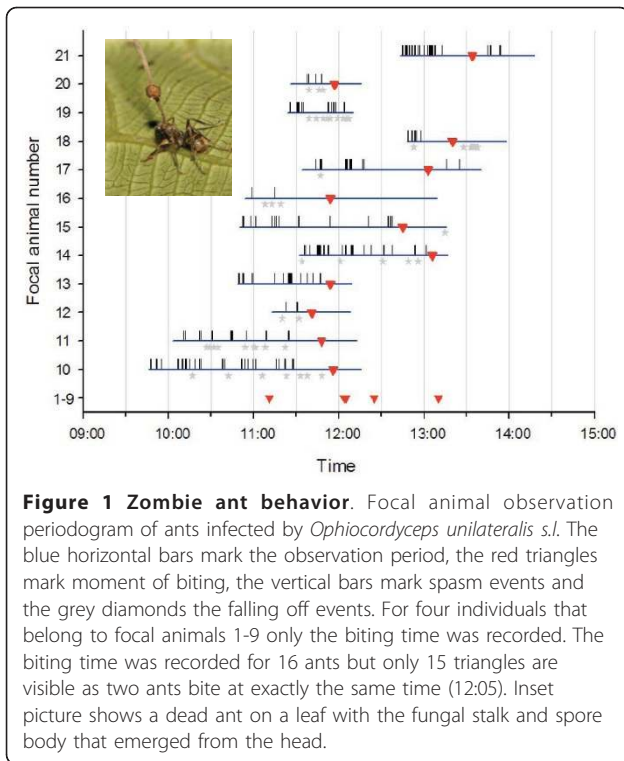 21
20
19
18
17
16
15
14
13
12
11
10
1-9
Focal animal number
09:00 10:00 11:00 12:00 13:00 14:00 15:00
Time
Figure 1 Zombie ant behavior. Focal animal observation
periodogram of ants infected by Ophiocordyceps unilateralis s.l. The
blue horizontal bars mark the observation period, the red triangles
mark moment of biting, the vertical bars mark spasm events and
the grey diamonds the falling off events. For four individuals that
belong to focal animals 1-9 only the biting time was recorded. The
biting time was recorded for 16 ants but only 15 triangles are
visible as two ants bite at exactly the same time (12:05). Inset
picture shows a dead ant on a leaf with the fungal stalk and spore
body that emerged from the head.